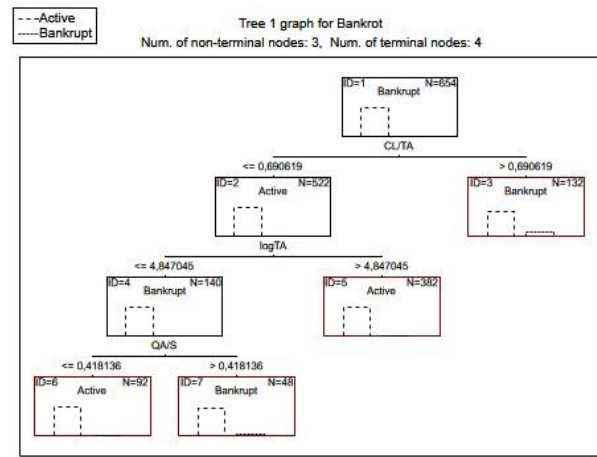 Active
Bankrupt
Tree 1 graph for Bankrot
Num. of non-terminal nodes: 3, Num. of terminal nodes: 4
ID=1 N=654
Bankrupt
CL/TA
<= 0,690619 > 0,690619
ID=2 N=522 ID=3 N=132
Active Bankrupt
logTA
<= 4,847045 > 4,847045
ID=4 N=140 ID=5 N=382
Bankrupt Active
QA/S
<= 0,418136 > 0,418136
ID=6 N=92 ID=7 N=48
Active Bankrupt